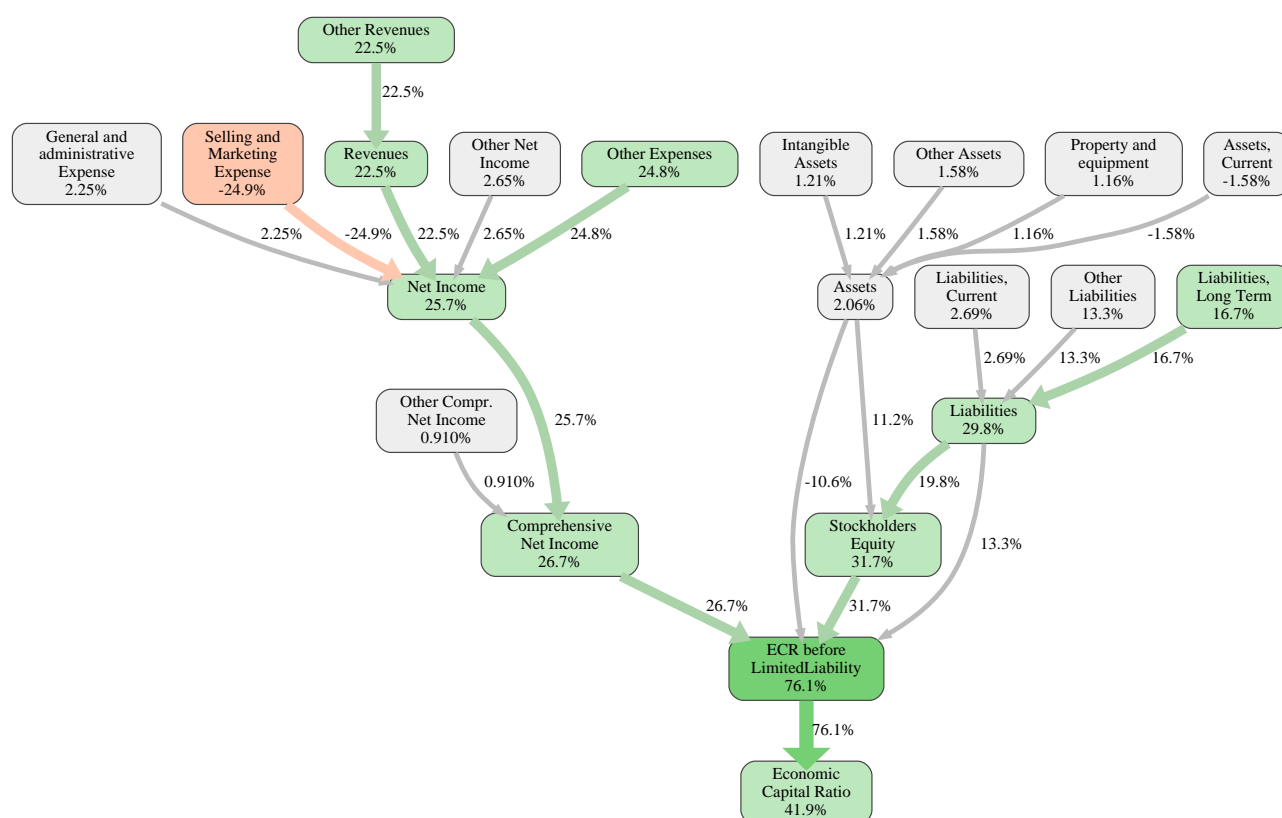 Other Revenues
22.5%
22.5%
General and
administrative
Expense
2.25%
Selling and
Marketing
Expense
-24.9%
Revenues
22.5%
Other Net
Income
2.65%
Other Expenses
24.8%
Intangible
Assets
1.21%
Other Assets
1.58%
Property and
equipment
1.16%
Assets,
Current
-1.58%
2.25%
-24.9%
22.5%
2.65%
24.8%
1.21%
1.58%
1.16%
-1.58%
Net Income
25.7%
Assets
2.06%
Liabilities,
Current
2.69%
Other
Liabilities
13.3%
Liabilities,
Long Term
16.7%
2.69%
13.3%
16.7%
Other Compr.
Net Income
0.910%
25.7%
11.2%
Liabilities
29.8%
0.910%
-10.6%
19.8%
Comprehensive
Net Income
26.7%
Stockholders
Equity
31.7%
13.3%
26.7%
31.7%
ECR before
LimitedLiability
76.1%
76.1%
Economic
Capital Ratio
41.9%